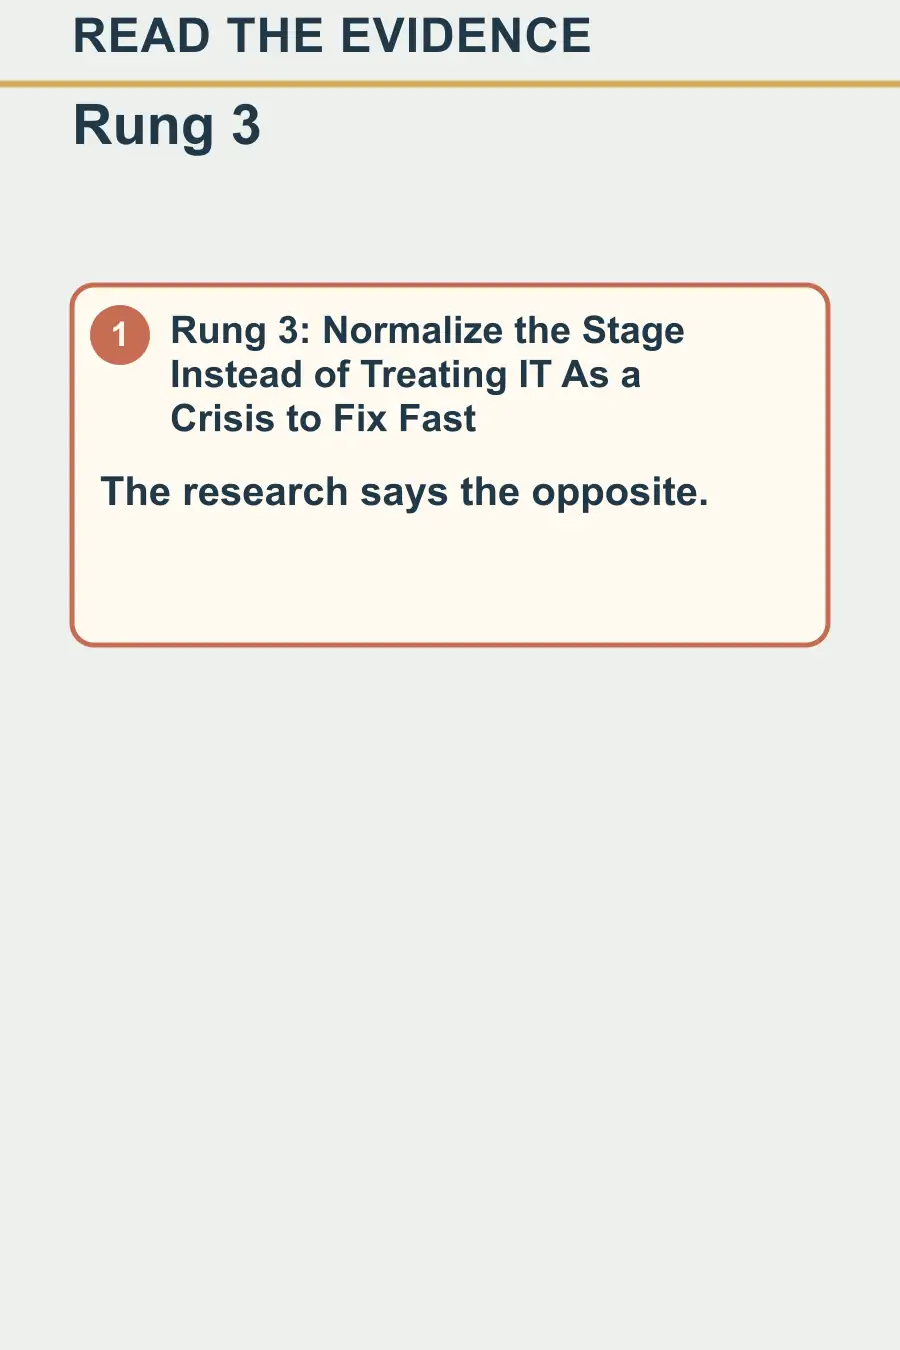 READ THE EVIDENCE
Rung 3
1
Rung 3: Normalize the Stage
Instead of Treating IT As a
Crisis to Fix Fast
The research says the opposite.